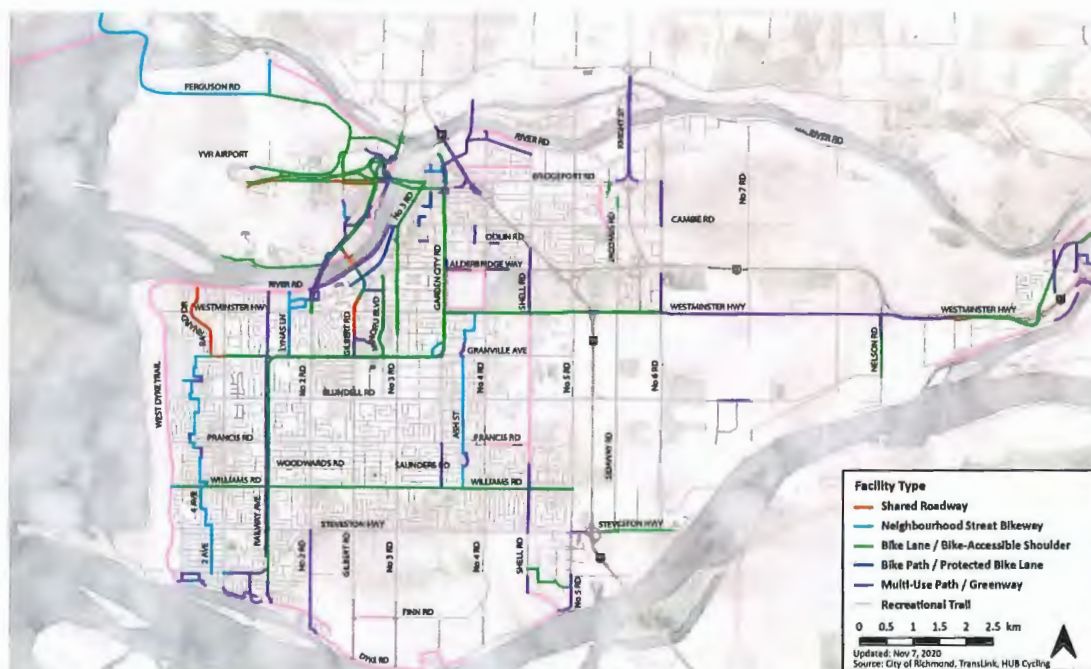 FERGUSON RD
YVR AIRPORT
RIVER RD
KNIGHT ST
RIVER RD
BRIDGEPORT RD
No 3 RD
No 7 RD
CAMBIE RD
JACOMBS RD
ODLIN RD
ALDERBRIDGE WAY
GARDEN CITY RD
SHELL RD
RIVER RD
WESTMINSTER HWY
WESTMINSTER HWY
WESTMINSTER HWY
LYNAS LN
GILBERT RD
MINORU BLVD
GRANVILLE AVE
NELSON RD
WEST DYKE TRAIL
No 2 RD
No 3 RD
No 4 RD
No 5 RD
No 6 RD
BLUNDELL RD
ASH ST
FRANCIS RD
FRANCIS RD
WOODWARDS RD
SAUNDERS RD
SIDAWAY RD
WILLIAMS RD
WILLIAMS RD
4 AVE
RAILWAY AVE
STEVESTON HWY
STEVESTON HWY
2 AVE
No 2 RD
GILBERT RD
No 3 RD
No 4 RD
SHELL RD
No 5 RD
FINN RD
DYKE RD
Facility Type
Shared Roadway
Neighbourhood Street Bikeway
Bike Lane / Bike-Accessible Shoulder
Bike Path / Protected Bike Lane
Multi-Use Path / Greenway
Recreational Trail
0 0.5 1 1.5 2 2.5 km
Updated: Nov 7, 2020
Source: City of Richmond, TransLink, HUB Cycling